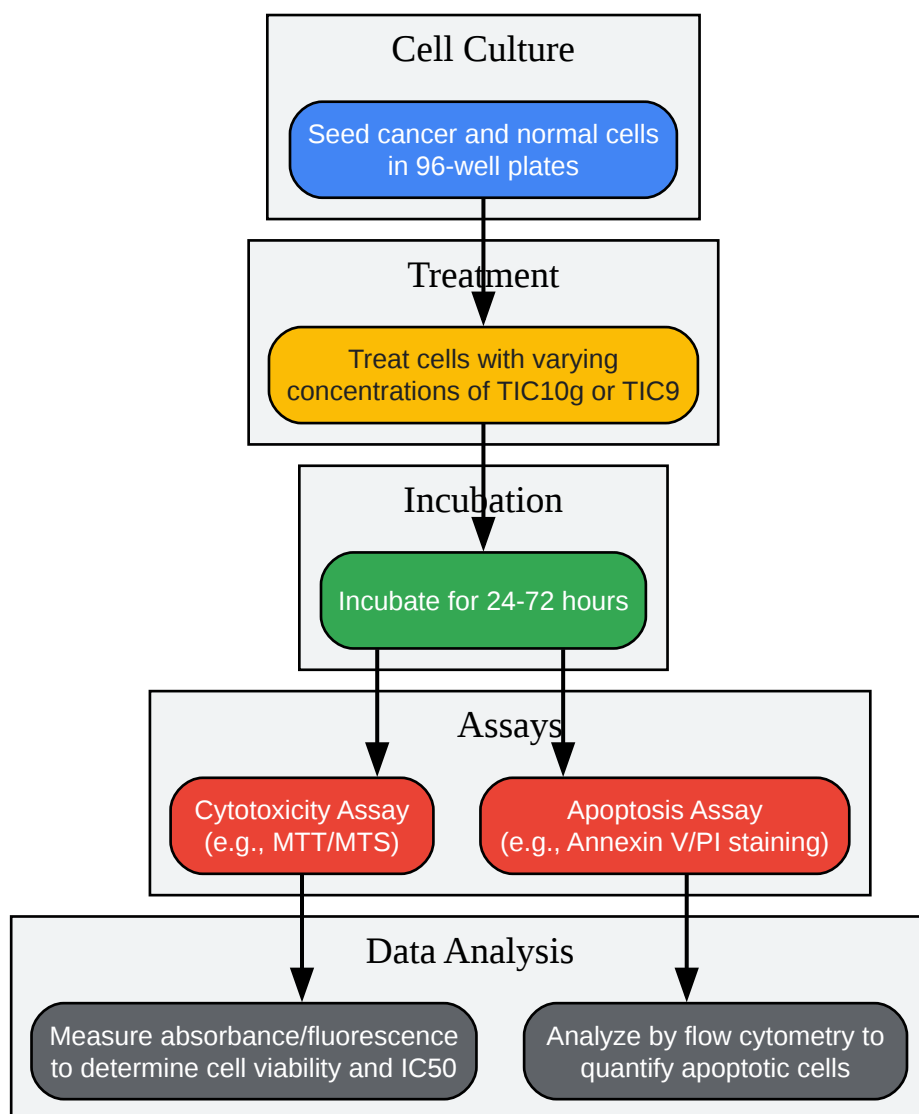 Cell Culture
Seed cancer and normal cells
in 96-well plates
Treatment
Treat cells with varying
concentrations of TIC10g or TIC9
Incubation
Incubate for 24-72 hours
Assays
Cytotoxicity Assay
(e.g., MTT/MTS)
Apoptosis Assay
(e.g., Annexin V/PI staining)
Data Analysis
Measure absorbance/fluorescence
to determine cell viability and IC50
Analyze by flow cytometry to
quantify apoptotic cells